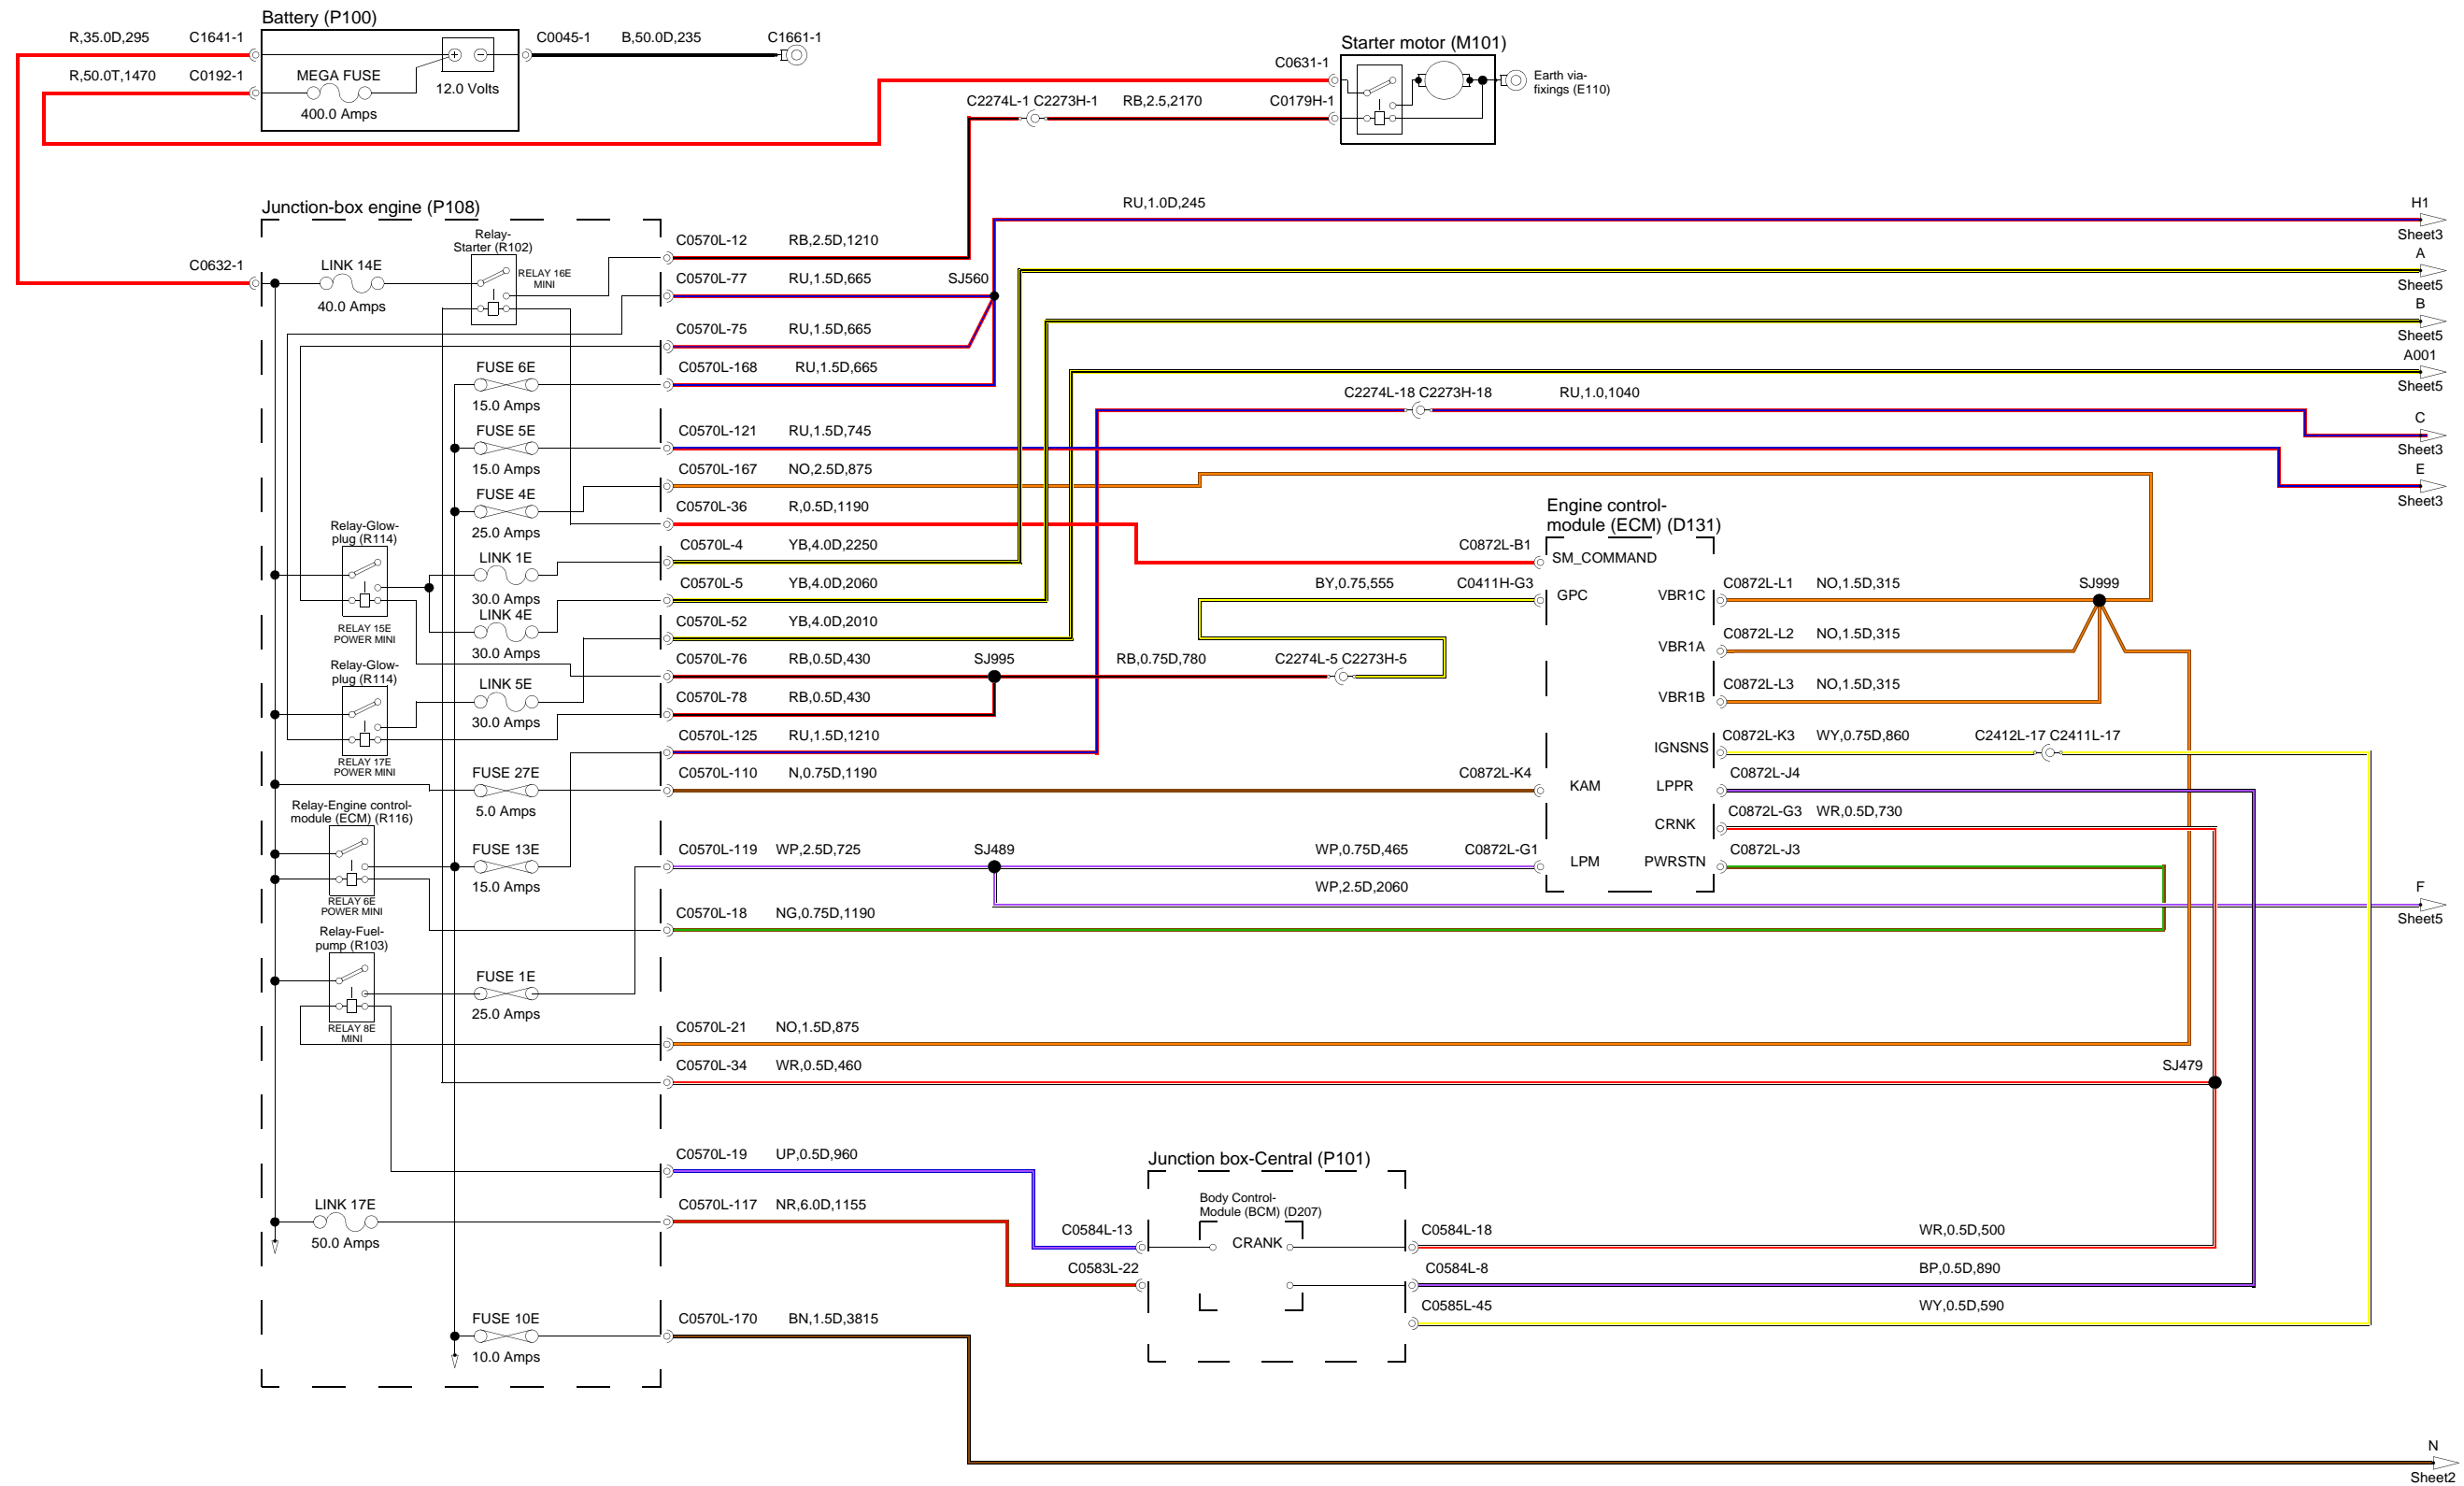 Battery (P100)
R,35.0D,295
C1641-1
C0045-1
B,50.0D,235
C1661-1
R,50.0T,1470
C0192-1
MEGA FUSE
400.0 Amps
12.0 Volts
Starter motor (M101)
C0631-1
C2274L-1 C2273H-1
RB,2.5,2170
C0179H-1
Earth via-
fixings (E110)
Junction-box engine (P108)
C0632-1
LINK 14E
40.0 Amps
Relay-
Starter (R102)
RELAY 16E
MINI
C0570L-12
RB,2.5D,1210
C0570L-77
RU,1.5D,665
SJ560
C0570L-75
RU,1.5D,665
FUSE 6E
15.0 Amps
C0570L-168
RU,1.5D,665
RU,1.0D,245
H1
Sheet3
A
Sheet5
B
Sheet5
A001
Sheet5
C2274L-18 C2273H-18
RU,1.0,1040
C
Sheet3
E
Sheet3
FUSE 5E
15.0 Amps
C0570L-121
RU,1.5D,745
C0570L-167
NO,2.5D,875
FUSE 4E
25.0 Amps
C0570L-36
R,0.5D,1190
Relay-Glow-
plug (R114)
RELAY 15E
POWER MINI
LINK 1E
30.0 Amps
C0570L-4
YB,4.0D,2250
C0570L-5
YB,4.0D,2060
LINK 4E
30.0 Amps
C0570L-52
YB,4.0D,2010
C0570L-76
RB,0.5D,430
SJ995
RB,0.75D,780
C2274L-5 C2273H-5
Relay-Glow-
plug (R114)
RELAY 17E
POWER MINI
LINK 5E
30.0 Amps
C0570L-78
RB,0.5D,430
C0570L-125
RU,1.5D,1210
FUSE 27E
5.0 Amps
C0570L-110
N,0.75D,1190
Engine control-
module (ECM) (D131)
C0872L-B1
SM_COMMAND
BY,0.75,555
C0411H-G3
GPC
VBR1C
C0872L-L1
NO,1.5D,315
SJ999
VBR1A
C0872L-L2
NO,1.5D,315
VBR1B
C0872L-L3
NO,1.5D,315
IGNSNS
C0872L-K3
WY,0.75D,860
C2412L-17 C2411L-17
C0872L-K4
KAM
LPPR
C0872L-J4
CRNK
C0872L-G3
WR,0.5D,730
C0872L-G1
LPM
PWRSTN
C0872L-J3
Relay-Engine control-
module (ECM) (R116)
RELAY 6E
POWER MINI
FUSE 13E
15.0 Amps
C0570L-119
WP,2.5D,725
SJ489
WP,0.75D,465
WP,2.5D,2060
F
Sheet5
C0570L-18
NG,0.75D,1190
Relay-Fuel-
pump (R103)
RELAY 8E
MINI
FUSE 1E
25.0 Amps
C0570L-21
NO,1.5D,875
C0570L-34
WR,0.5D,460
SJ479
C0570L-19
UP,0.5D,960
LINK 17E
50.0 Amps
C0570L-117
NR,6.0D,1155
Junction box-Central (P101)
Body Control-
Module (BCM) (D207)
C0584L-13
CRANK
C0584L-18
WR,0.5D,500
C0583L-22
C0584L-8
BP,0.5D,890
C0585L-45
WY,0.5D,590
FUSE 10E
10.0 Amps
C0570L-170
BN,1.5D,3815
N
Sheet2